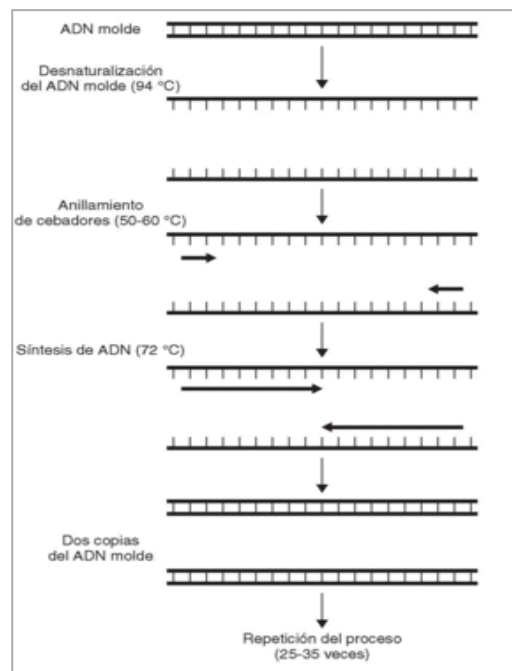 ADN molde
Desnaturalización
del ADN molde (94 °C)
Anillamiento
de cebadores (50-60 °C)
Síntesis de ADN (72 °C)
Dos copias
del ADN molde
Repetición del proceso
(25-35 veces)